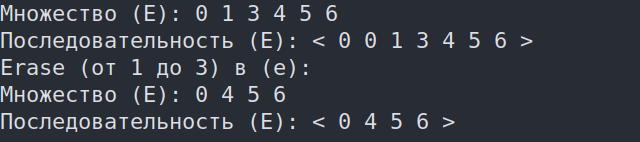 Множество (E): 0 1 3 4 5 6
Последовательность (E): < 0 0 1 3 4 5 6 >
Erase (от 1 до 3) в (e):
Множество (E): 0 4 5 6
Последовательность (E): < 0 4 5 6 >